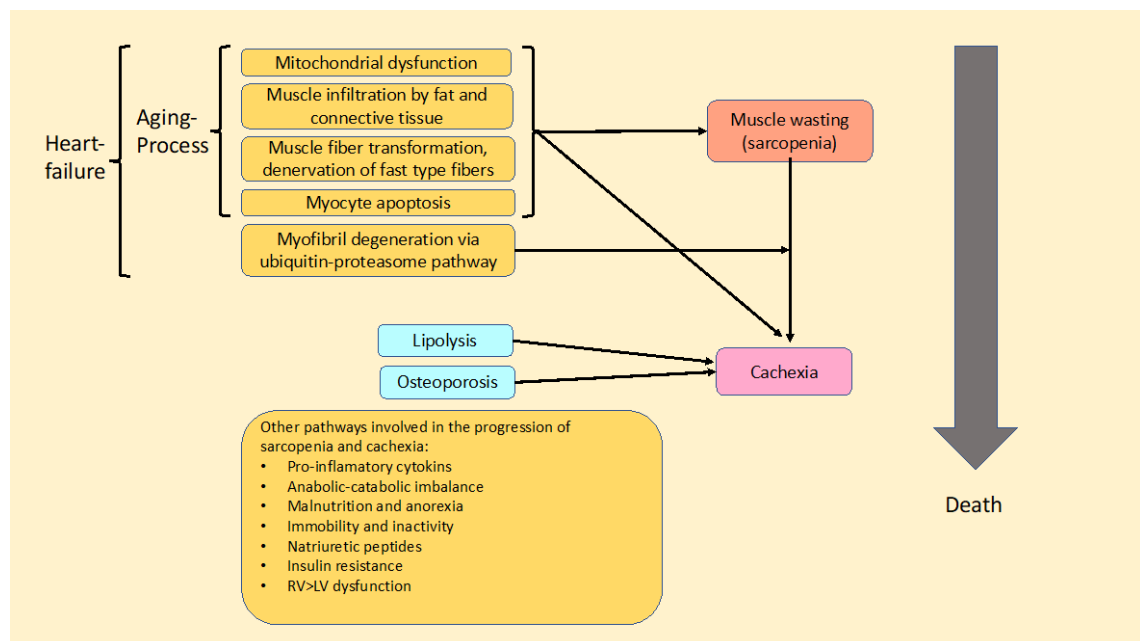 Heart-
failure
Aging-
Process
Mitochondrial dysfunction
Muscle infiltration by fat and
connective tissue
Muscle fiber transformation,
denervation of fast type fibers
Myocyte apoptosis
Myofibril degeneration via
ubiquitin-proteasome pathway
Muscle wasting
(sarcopenia)
Lipolysis
Osteoporosis
Cachexia
Other pathways involved in the progression of
sarcopenia and cachexia:
• Pro-inflamatory cytokins
• Anabolic-catabolic imbalance
• Malnutrition and anorexia
• Immobility and inactivity
• Natriuretic peptides
• Insulin resistance
• RV>LV dysfunction
Death